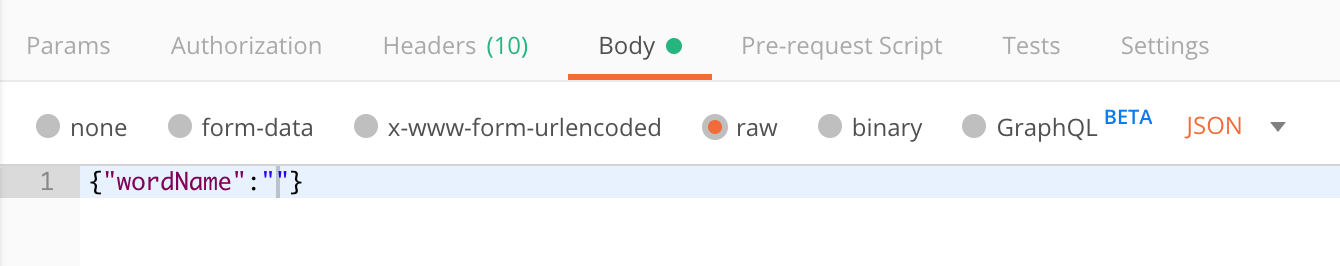 Params Authorization Headers (10) Body Pre-request Script Tests Settings
none form-data x-www-form-urlencoded raw binary GraphQL BETA JSON
1 {"wordName":""}